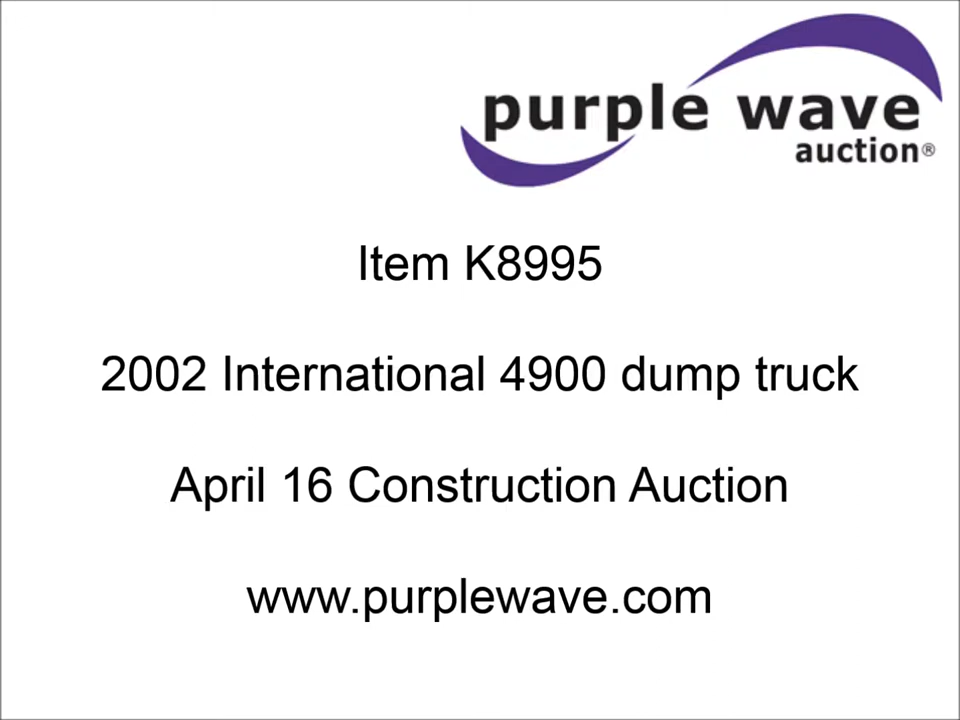 purple wave
auction®
Item K8995
2002 International 4900 dump truck
April 16 Construction Auction
www.purplewave.com